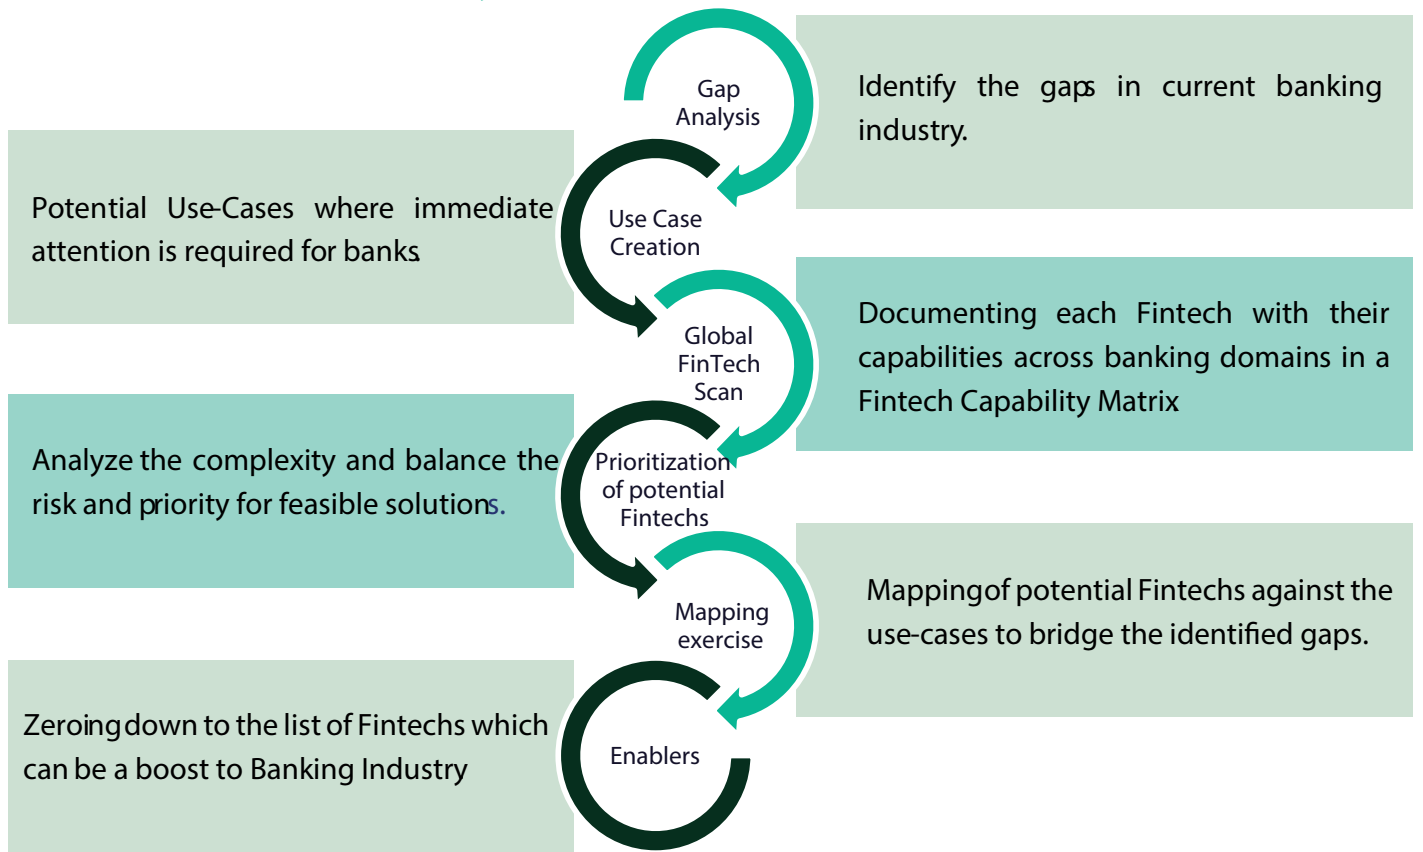 Gap
Analysis
Identify the gaps in current banking
industry.
Potential Use-Cases where immediate
attention is required for banks.
Use Case
Creation
Global
FinTech
Scan
Documenting each Fintech with their
capabilities across banking domains in a
Fintech Capability Matrix.
Analyze the complexity and balance the
risk and priority for feasible solutions.
Prioritization
of potential
Fintechs
Mapping
exercise
Mapping of potential Fintechs against the
use-cases to bridge the identified gaps.
Zeroing down to the list of Fintechs which
can be a boost to Banking Industry
Enablers